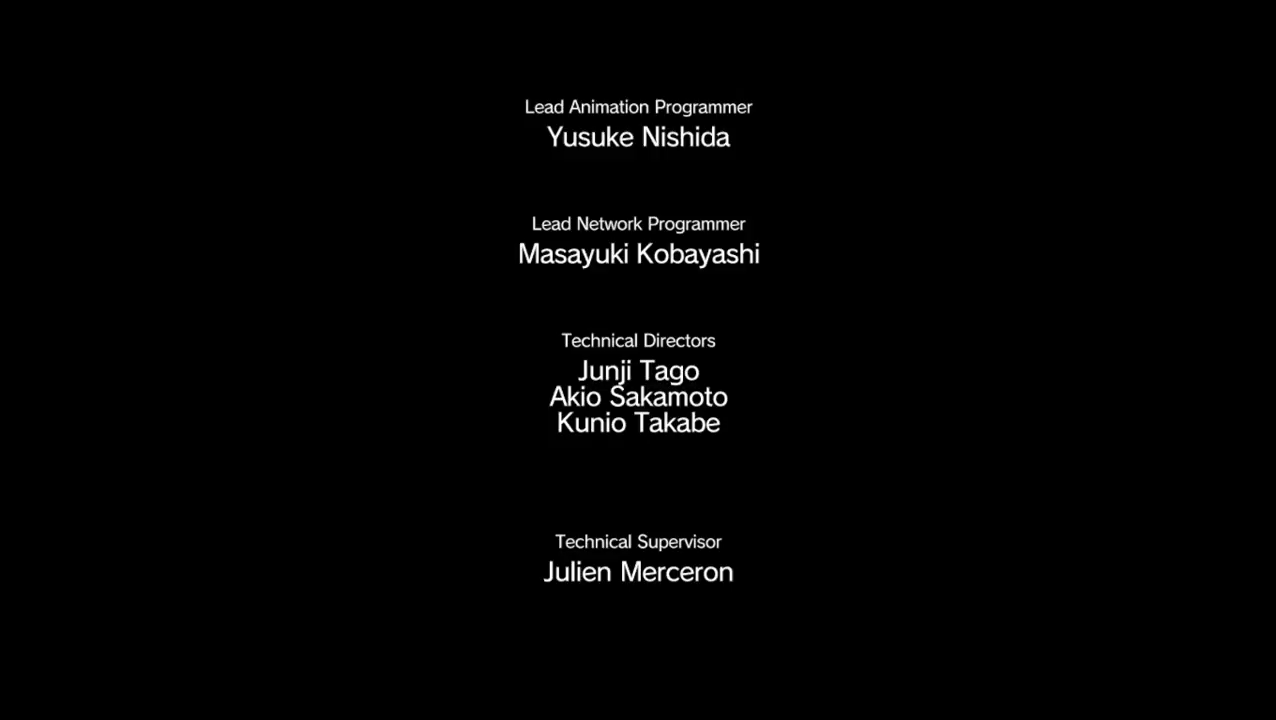 Lead Animation Programmer
Yusuke Nishida
Lead Network Programmer
Masayuki Kobayashi
Technical Directors
Junji Tago
Akio Sakamoto
Kunio Takabe
Technical Supervisor
Julien Merceron